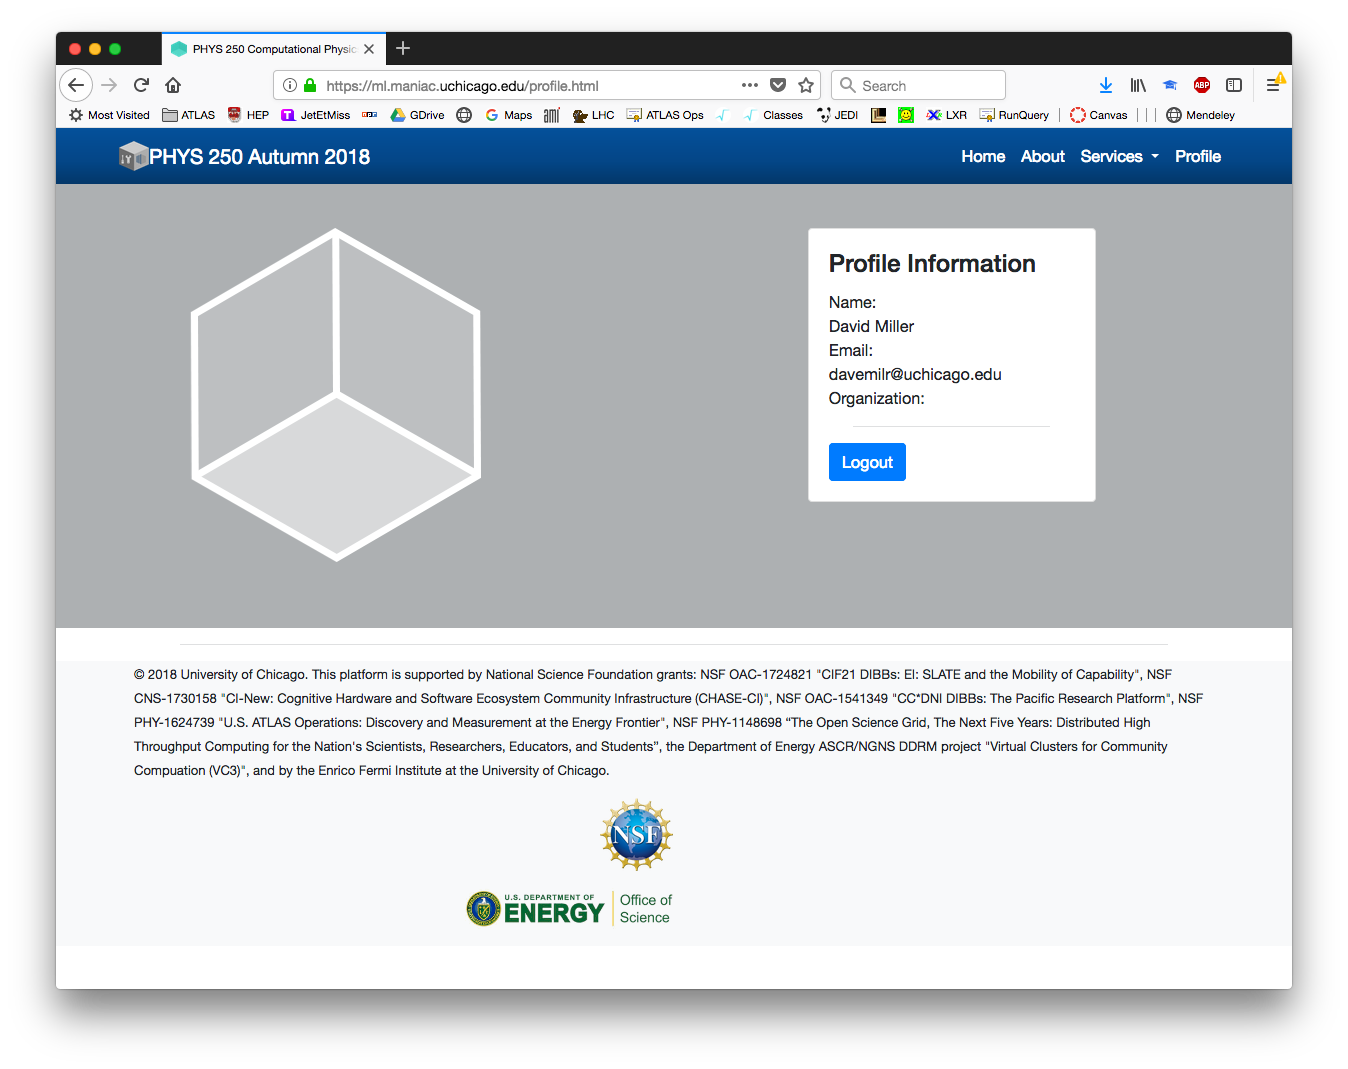 PHYS 250 Computational Physic
https://ml.maniac.uchicago.edu/profile.html
Search
ABP
Most Visited ATLAS HEP JetEtMiss npr GDrive Maps AMI LHC ATLAS Ops Classes JEDI LXR RunQuery Canvas Mendeley
PHYS 250 Autumn 2018
Home About Services Profile
Profile Information
Name:
David Miller
Email:
davemilr@uchicago.edu
Organization:
Logout
© 2018 University of Chicago. This platform is supported by National Science Foundation grants: NSF OAC-1724821 "CIF21 DIBBs: EI: SLATE and the Mobility of Capability", NSF
CNS-1730158 "CI-New: Cognitive Hardware and Software Ecosystem Community Infrastructure (CHASE-CI)", NSF OAC-1541349 "CC*DNI DIBBs: The Pacific Research Platform", NSF
PHY-1624739 "U.S. ATLAS Operations: Discovery and Measurement at the Energy Frontier", NSF PHY-1148698 “The Open Science Grid, The Next Five Years: Distributed High
Throughput Computing for the Nation's Scientists, Researchers, Educators, and Students”, the Department of Energy ASCR/NGNS DDRM project "Virtual Clusters for Community
Compuation (VC3)", and by the Enrico Fermi Institute at the University of Chicago.
NSF
U.S. DEPARTMENT OF
ENERGY
Office of
Science